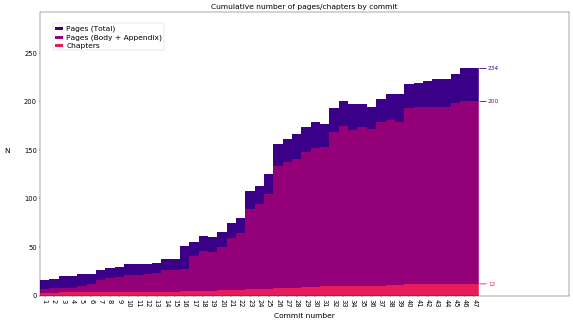 Cumulative number of pages/chapters by commit
Pages (Total)
Pages (Body + Appendix)
Chapters
250
200
150
100
50
0
N
234
200
12
1 2 3 4 5 6 7 8 9 10 11 12 13 14 15 16 17 18 19 20 21 22 23 24 25 26 27 28 29 30 31 32 33 34 35 36 37 38 39 40 41 42 43 44 45 46 47
Commit number